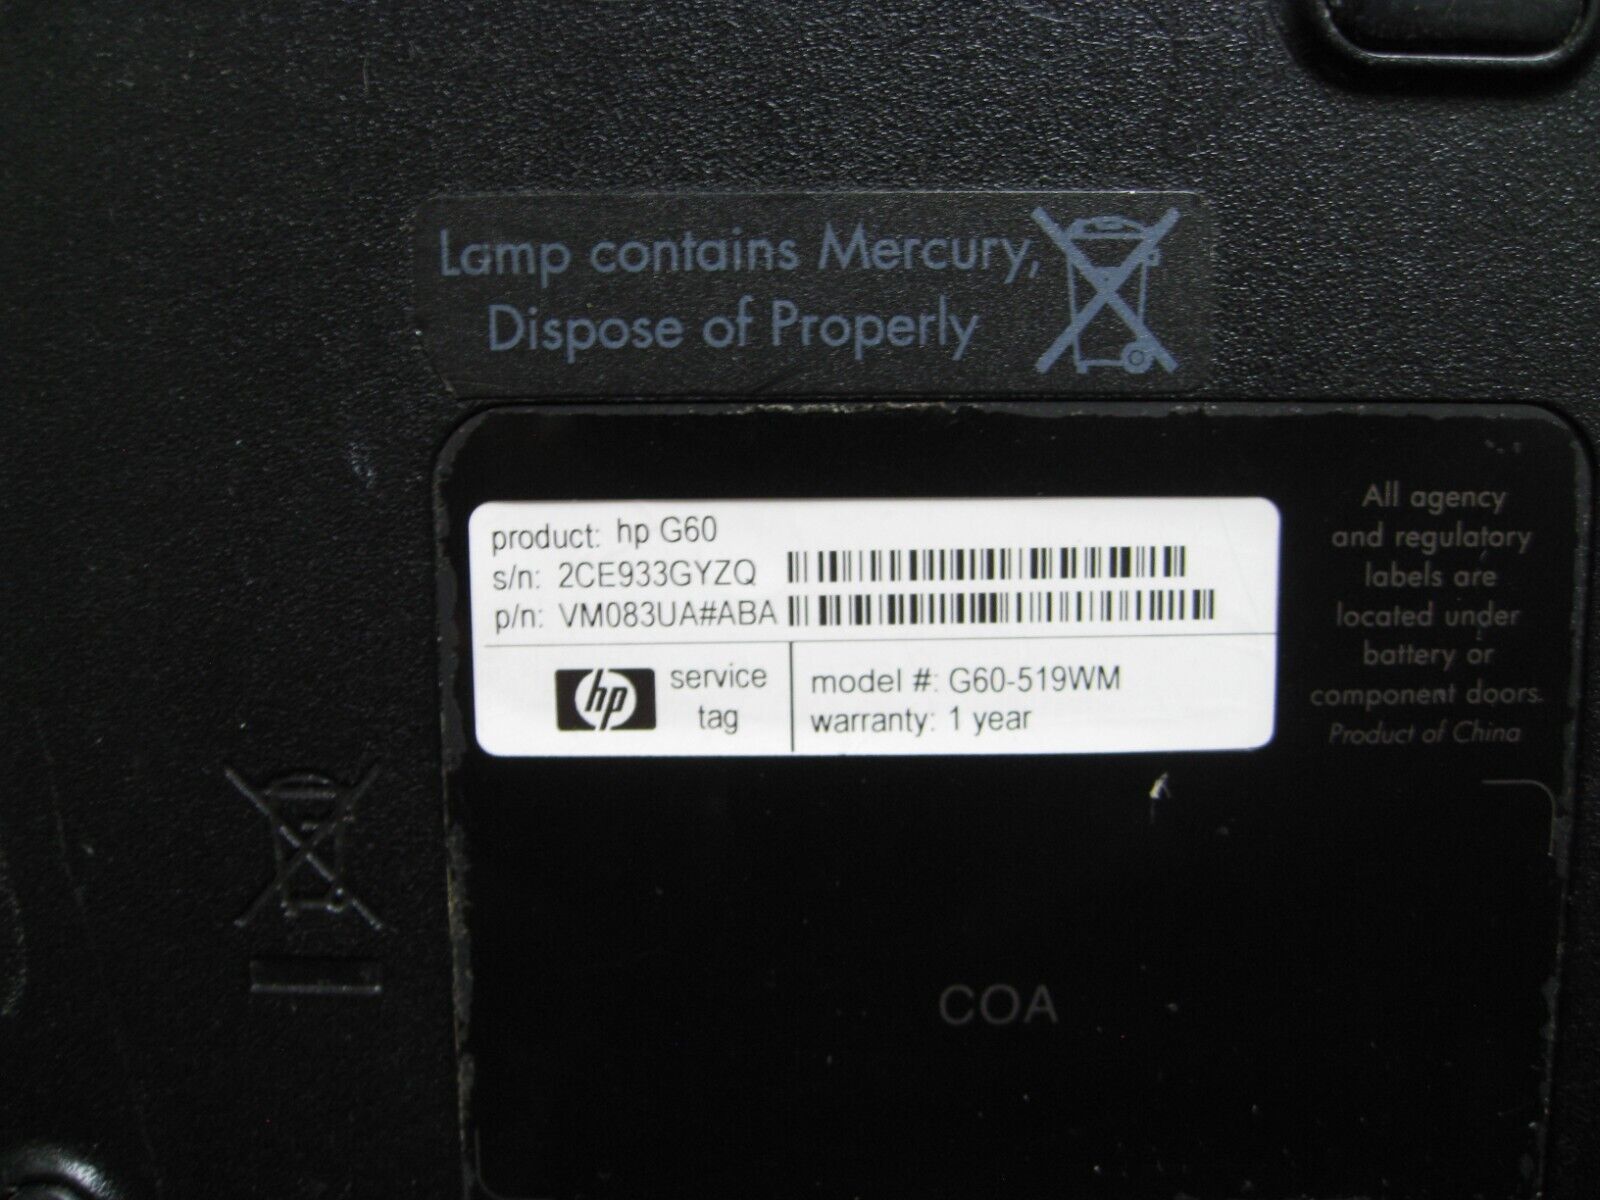 Lamp contains Mercury,
Dispose of Properly
product: hp G60
s/n: 2CE933GYZQ
p/n: VM083UA#ABA
hp
service
tag
model #: G60-519WM
warranty: 1 year
All agency
and regulatory
labels are
located under
battery or
component doors.
Product of China
COA